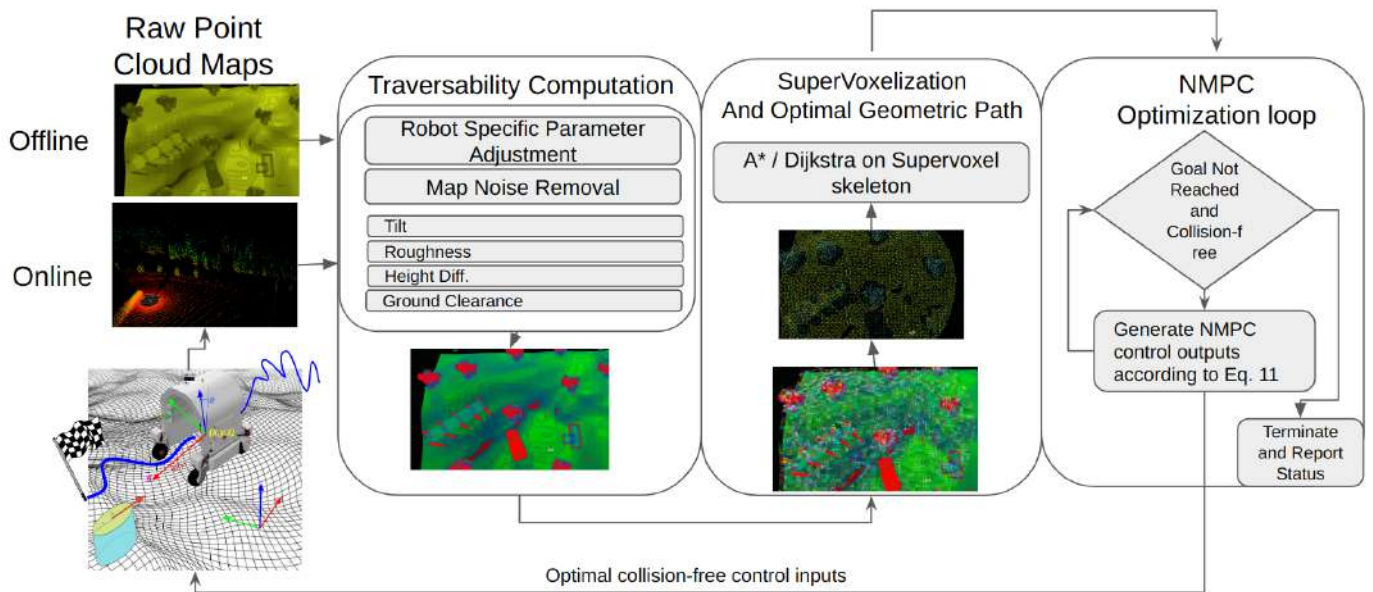 Raw Point
Cloud Maps
Offline
Online
Traversability Computation
Robot Specific Parameter
Adjustment
Map Noise Removal
Tilt
Roughness
Height Diff.
Ground Clearance
SuperVoxelization
And Optimal Geometric Path
A* / Dijkstra on Supervoxel
skeleton
NMPC
Optimization loop
Goal Not
Reached
and
Collision-f
ree
Generate NMPC
control outputs
according to Eq. 11
Terminate
and Report
Status
Optimal collision-free control inputs